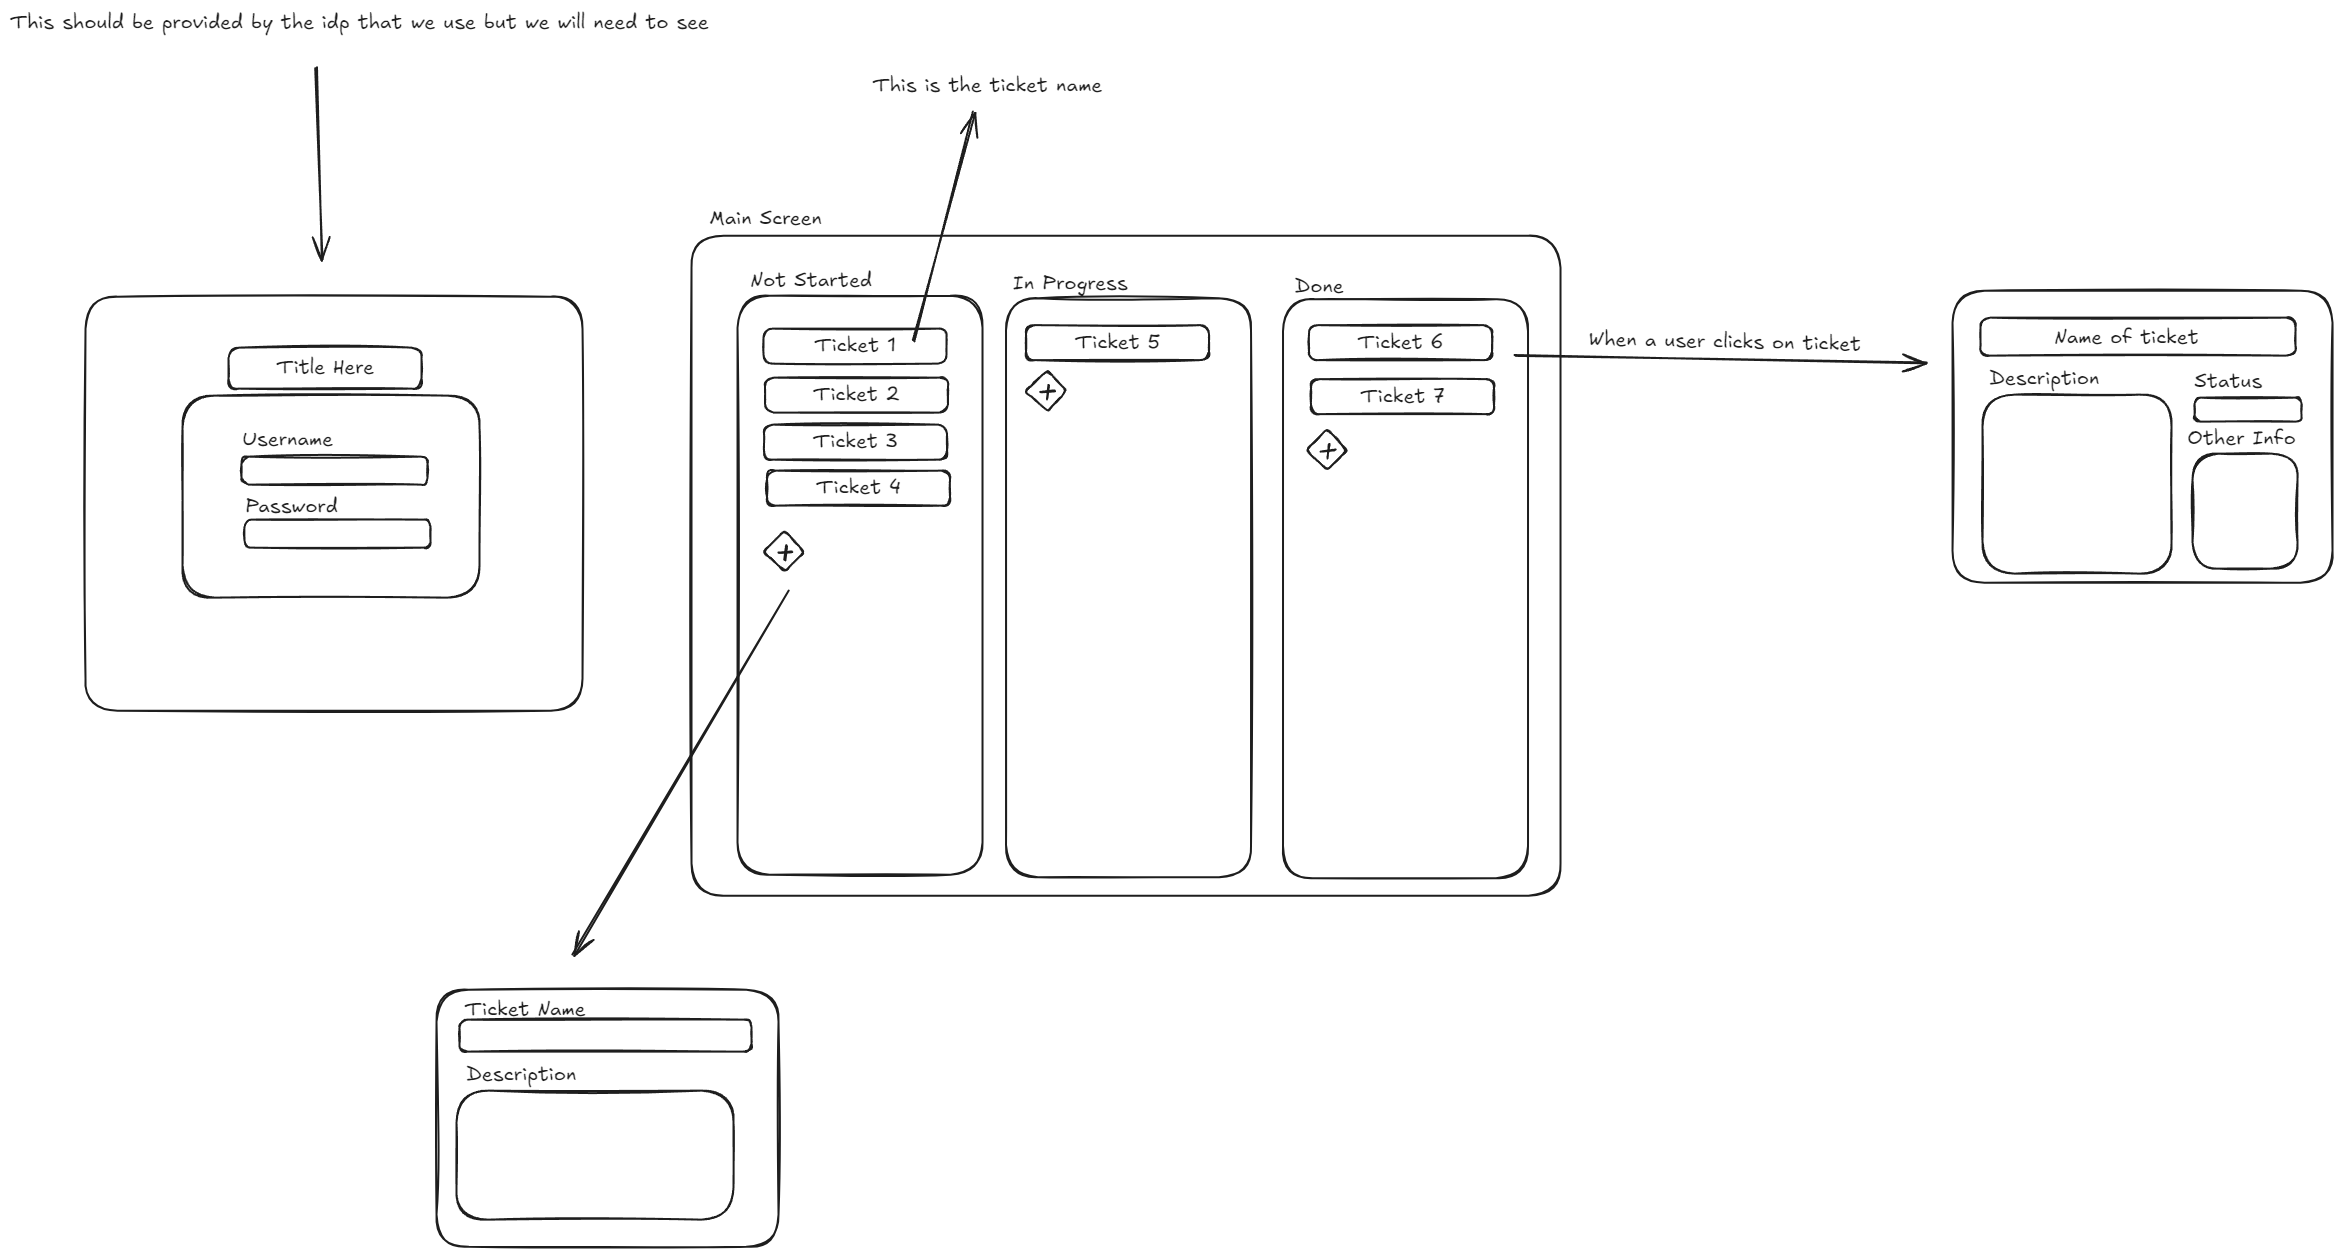 This should be provided by the idp that we use but we will need to see
This is the ticket name
Main Screen
Not Started
In Progress
Done
Title Here
Username
Password
Ticket 1
Ticket 2
Ticket 3
Ticket 4
+
Ticket 5
+
Ticket 6
Ticket 7
+
When a user clicks on ticket
Name of ticket
Description
Status
Other Info
Ticket Name
Description